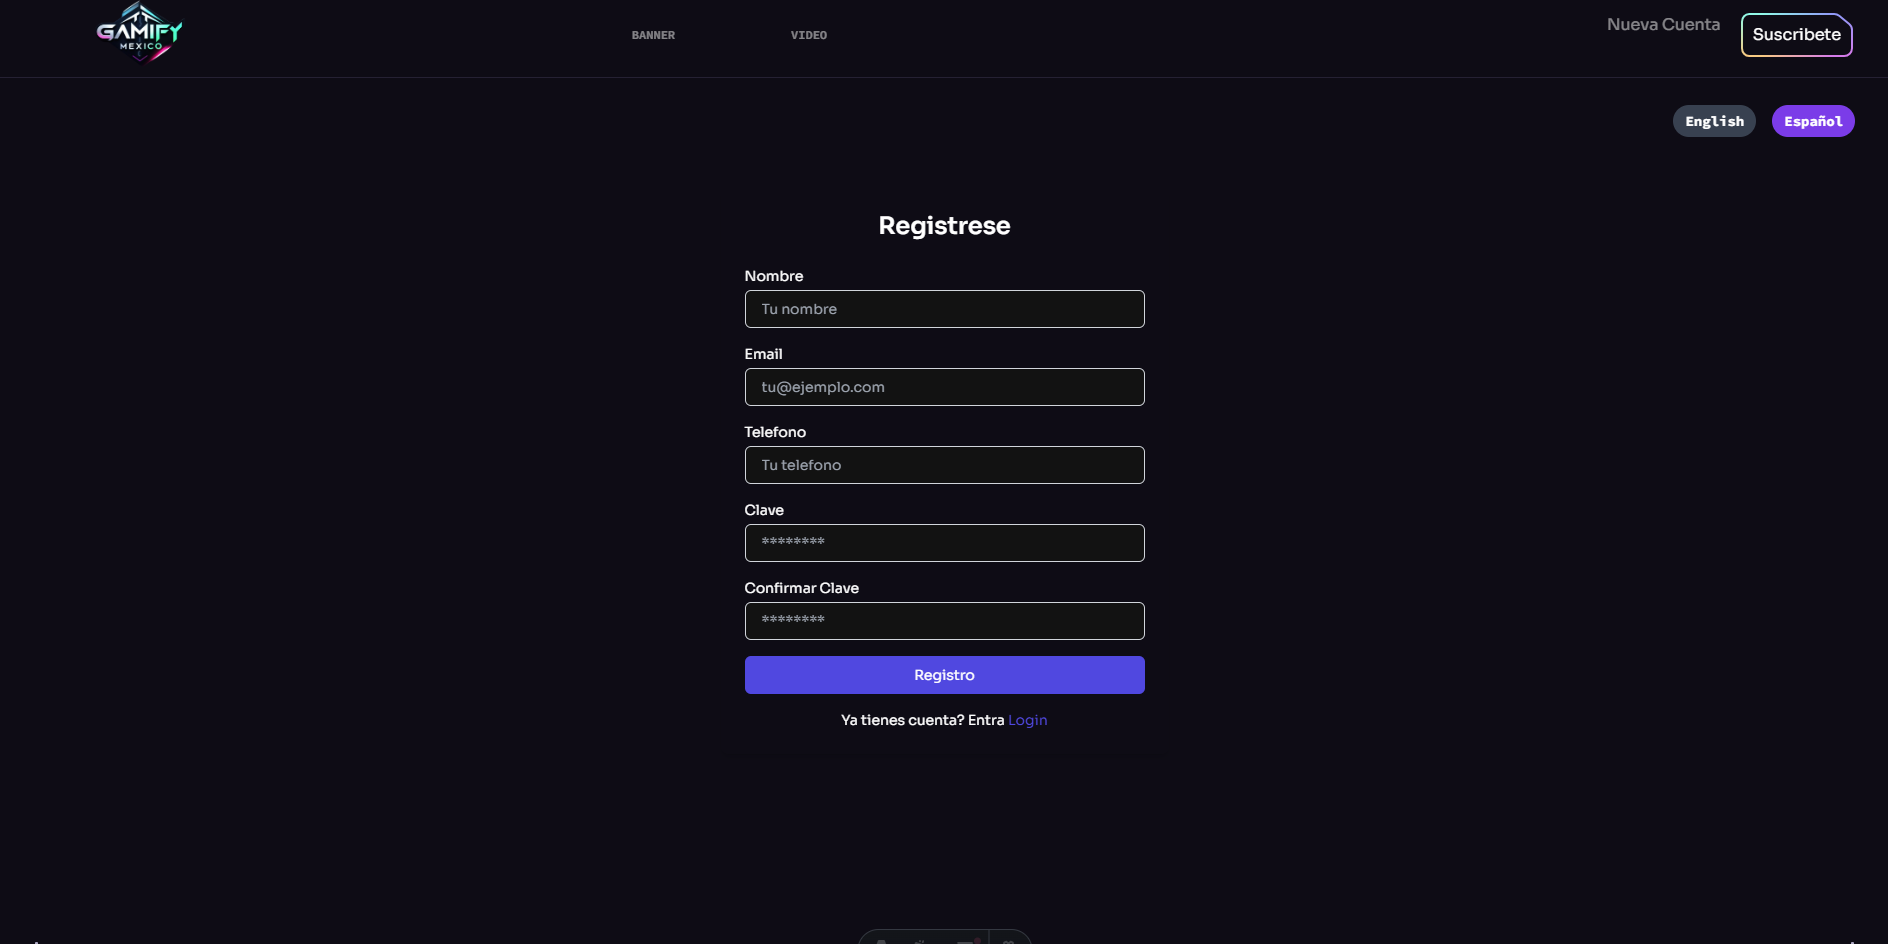 GAMIFY
MEXICO
BANNER
VIDEO
Nueva Cuenta
Suscribete
English
Español
Registrese
Nombre
Tu nombre
Email
tu@ejemplo.com
Telefono
Tu telefono
Clave
********
Confirmar Clave
********
Registro
Ya tienes cuenta? Entra Login